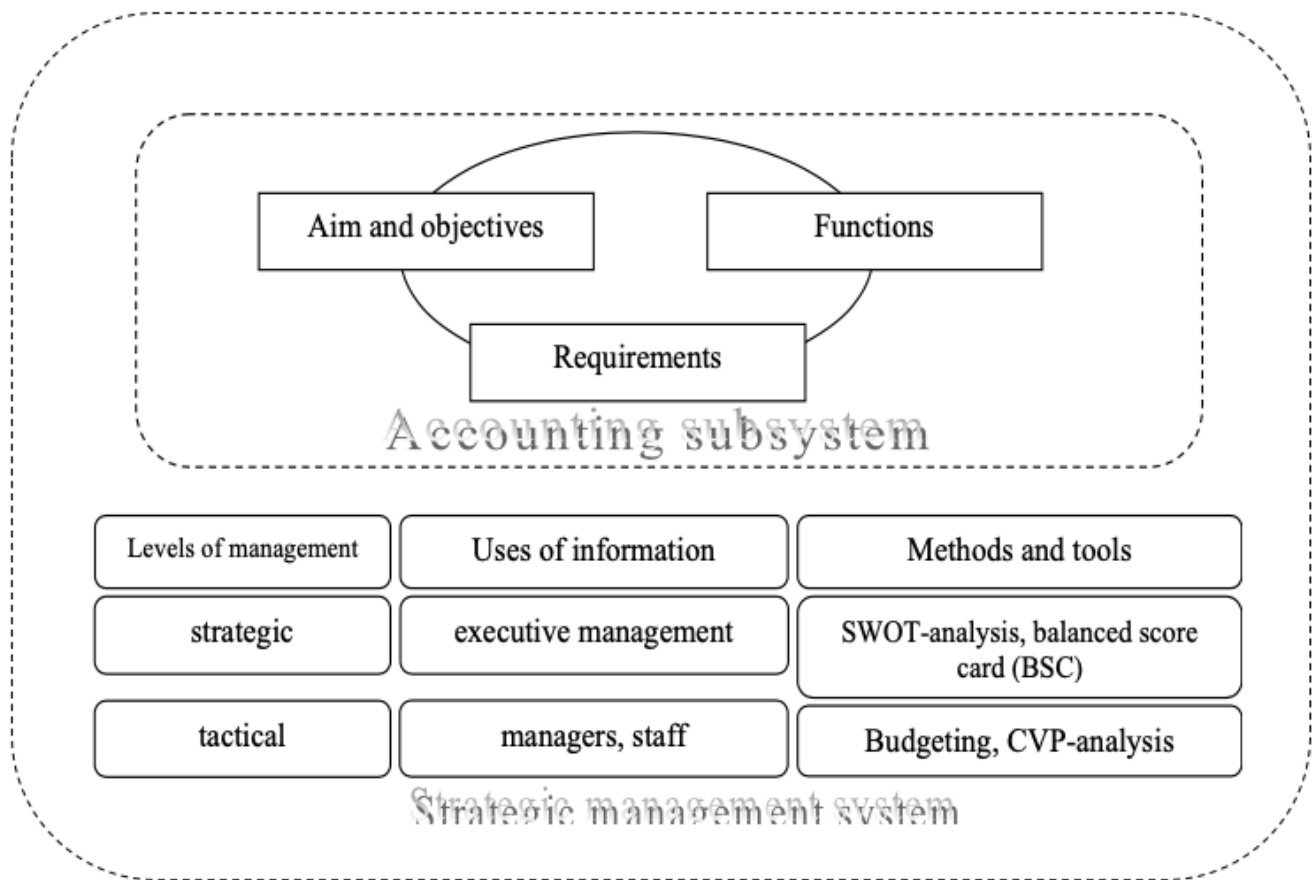 Aim and objectives
Functions
Requirements
Accounting subsystem
Levels of management
Uses of information
Methods and tools
strategic
executive management
SWOT-analysis, balanced score
card (BSC)
tactical
managers, staff
Budgeting, CVP-analysis
Strategic management system